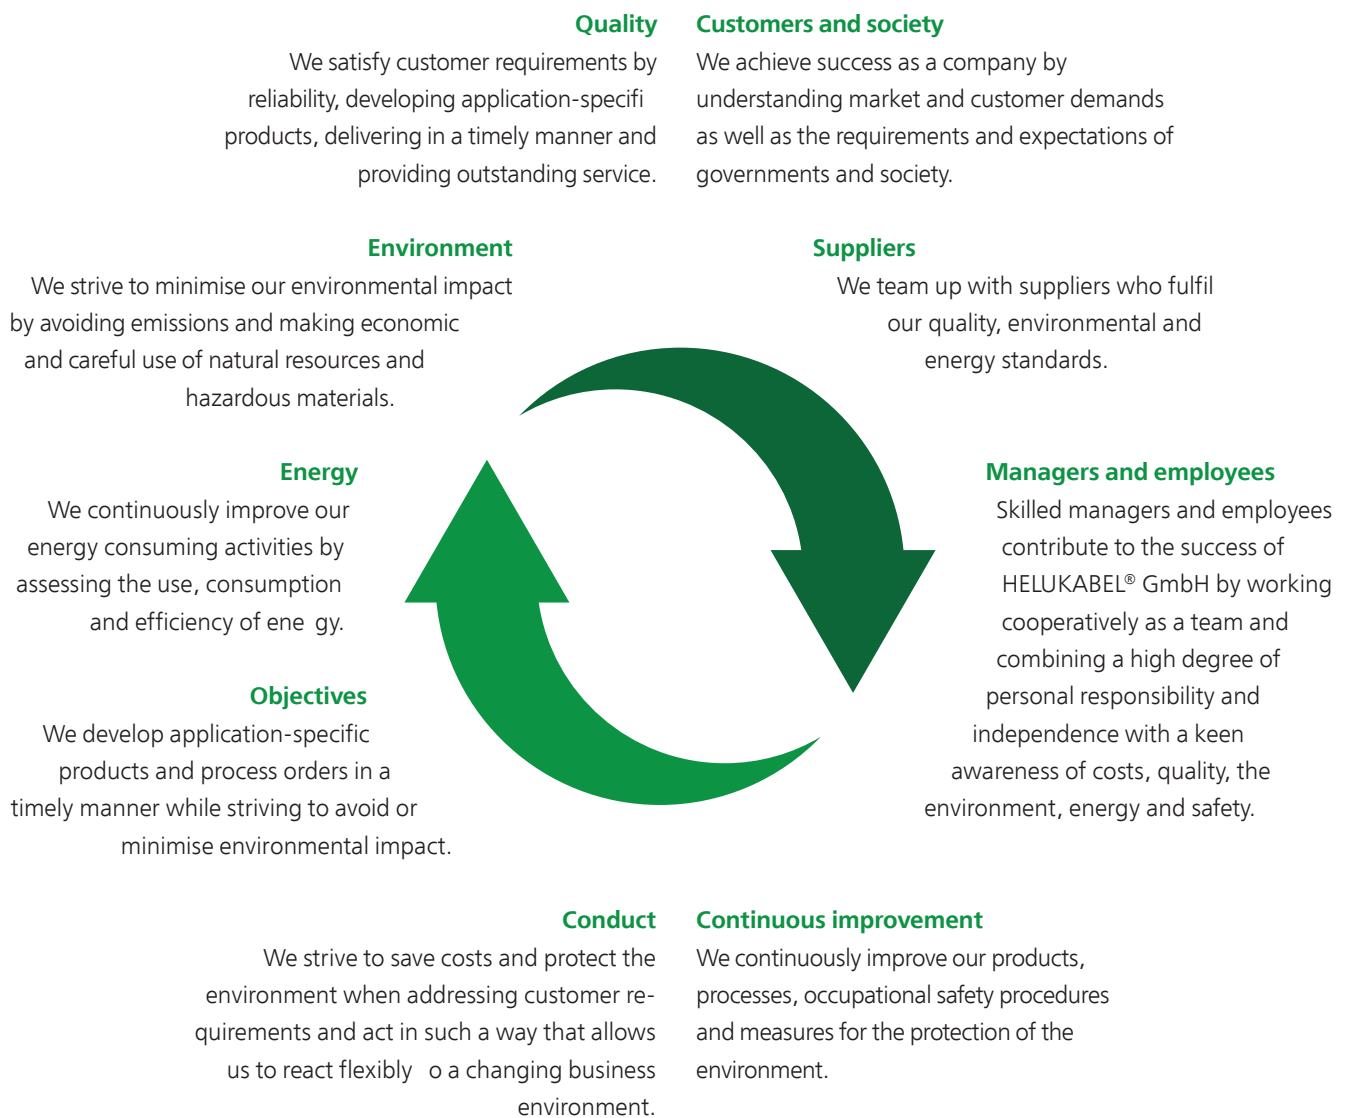 Quality
We satisfy customer requirements by
reliability, developing application-specifi
products, delivering in a timely manner and
providing outstanding service.
Customers and society
We achieve success as a company by
understanding market and customer demands
as well as the requirements and expectations of
governments and society.
Environment
We strive to minimise our environmental impact
by avoiding emissions and making economic
and careful use of natural resources and
hazardous materials.
Suppliers
We team up with suppliers who fulfil
our quality, environmental and
energy standards.
Energy
We continuously improve our
energy consuming activities by
assessing the use, consumption
and efficiency of ene gy.
Managers and employees
Skilled managers and employees
contribute to the success of
HELUKABEL® GmbH by working
cooperatively as a team and
combining a high degree of
personal responsibility and
independence with a keen
awareness of costs, quality, the
environment, energy and safety.
Objectives
We develop application-specific
products and process orders in a
timely manner while striving to avoid or
minimise environmental impact.
Conduct
We strive to save costs and protect the
environment when addressing customer re-
quirements and act in such a way that allows
us to react flexibly o a changing business
environment.
Continuous improvement
We continuously improve our products,
processes, occupational safety procedures
and measures for the protection of the
environment.